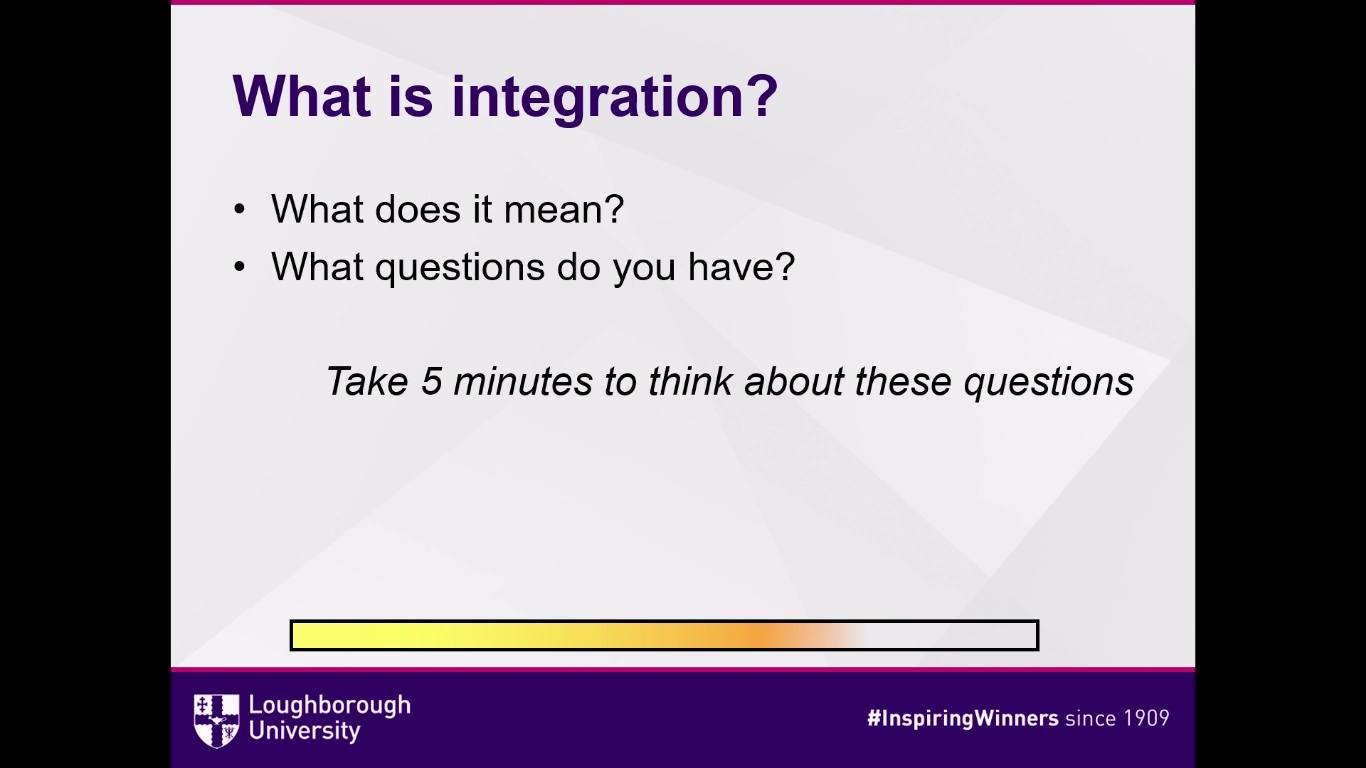 What is integration?
• What does it mean?
• What questions do you have?
Take 5 minutes to think about these questions
Loughborough
University
#InspiringWinners since 1909